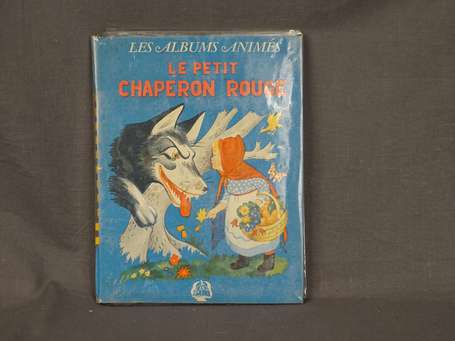 LES ALBUMS ANIMÉS
LE PETIT
CHAPERON ROUGE